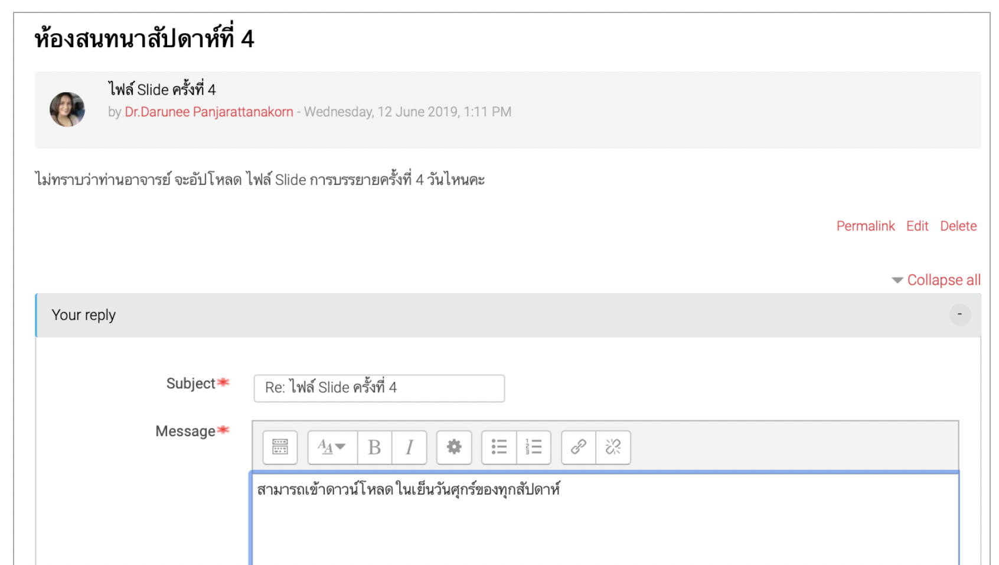 ห้องสนทนาสัปดาห์ที่ 4
ไฟล์ Slide ครั้งที่ 4
by Dr.Darunee Panjarattanakorn - Wednesday, 12 June 2019, 1:11 PM
ไม่ทราบว่าท่านอาจารย์ จะอัปโหลด ไฟล์ Slide การบรรยายครั้งที่ 4 วันไหนคะ
Permalink Edit Delete
Collapse all
Your reply -
Subject
Re: ไฟล์ Slide ครั้งที่ 4
Message
สามารถเข้าดาวน์โหลด ในเย็นวันศุกร์ของทุกสัปดาห์